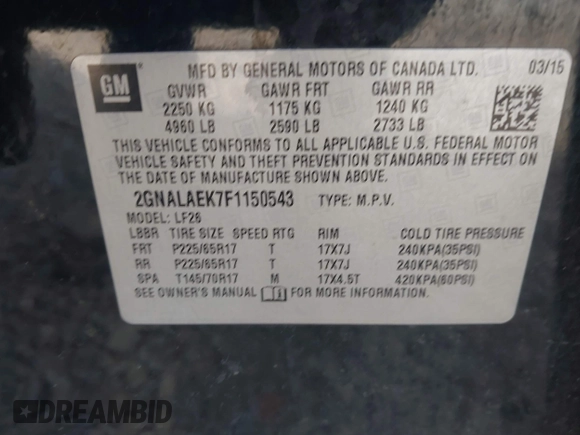 GM
MFD BY GENERAL MOTORS OF CANADA LTD. 03/15
GVWR GAWR FRT GAWR RR
2250 KG 1175 KG 1240 KG
4960 LB 2590 LB 2733 LB
THIS VEHICLE CONFORMS TO ALL APPLICABLE U.S. FEDERAL MOTOR
VEHICLE SAFETY AND THEFT PREVENTION STANDARDS IN EFFECT ON
THE DATE OF MANUFACTURE SHOWN ABOVE.
2GNALAEK7F1150543 TYPE: M.P.V.
MODEL: LF26
LBBR TIRE SIZE SPEED RTG RIM COLD TIRE PRESSURE
FRT P225/65R17 T 17X7J 240KPA(35PSI)
RR P225/65R17 T 17X7J 240KPA(35PSI)
SPA T145/70R17 M 17X4.5T 420KPA(60PSI)
SEE OWNER'S MANUAL FOR MORE INFORMATION.
DREAMBID